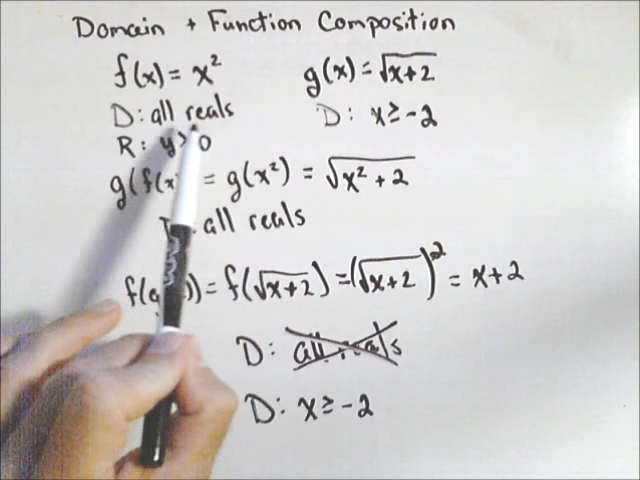 Domain + Function Composition
f(x) = x² g(x) = √x+2
D: all reals D: x ≥ -2
R: y 0
g(f(x = g(x²) = √x² + 2
all reals
f( )) = f(√x+2) = (√x+2)² = x+2
D: all reals
D: x ≥ -2